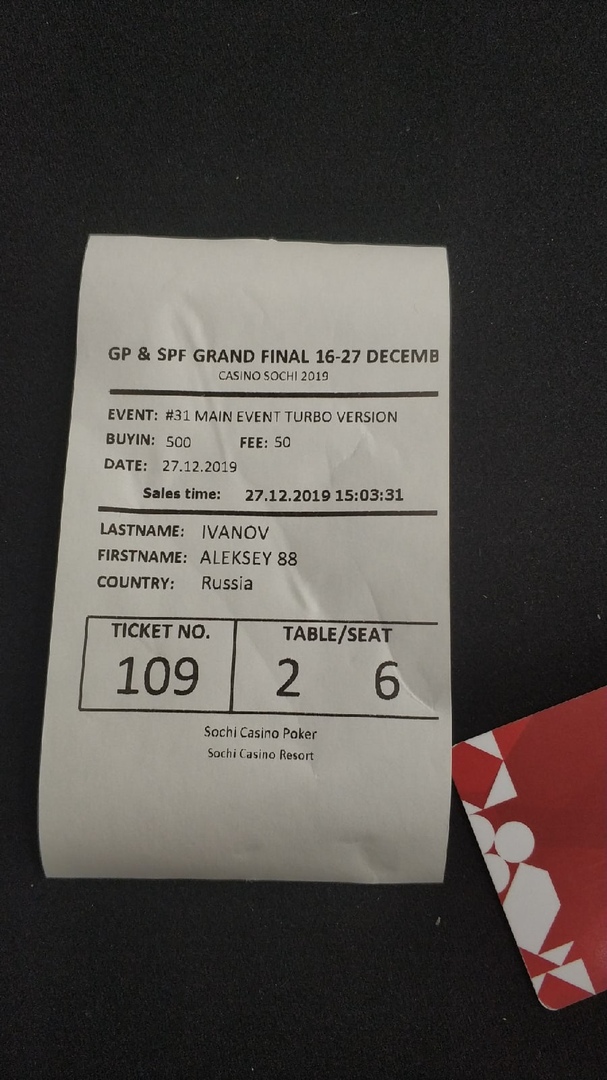 GP & SPF GRAND FINAL 16-27 DECEMB
CASINO SOCHI 2019
EVENT: #31 MAIN EVENT TURBO VERSION
BUYIN: 500 FEE: 50
DATE: 27.12.2019
Sales time: 27.12.2019 15:03:31
LASTNAME: IVANOV
FIRSTNAME: ALEKSEY 88
COUNTRY: Russia
TICKET NO. TABLE/SEAT
109 2 6
Sochi Casino Poker
Sochi Casino Resort